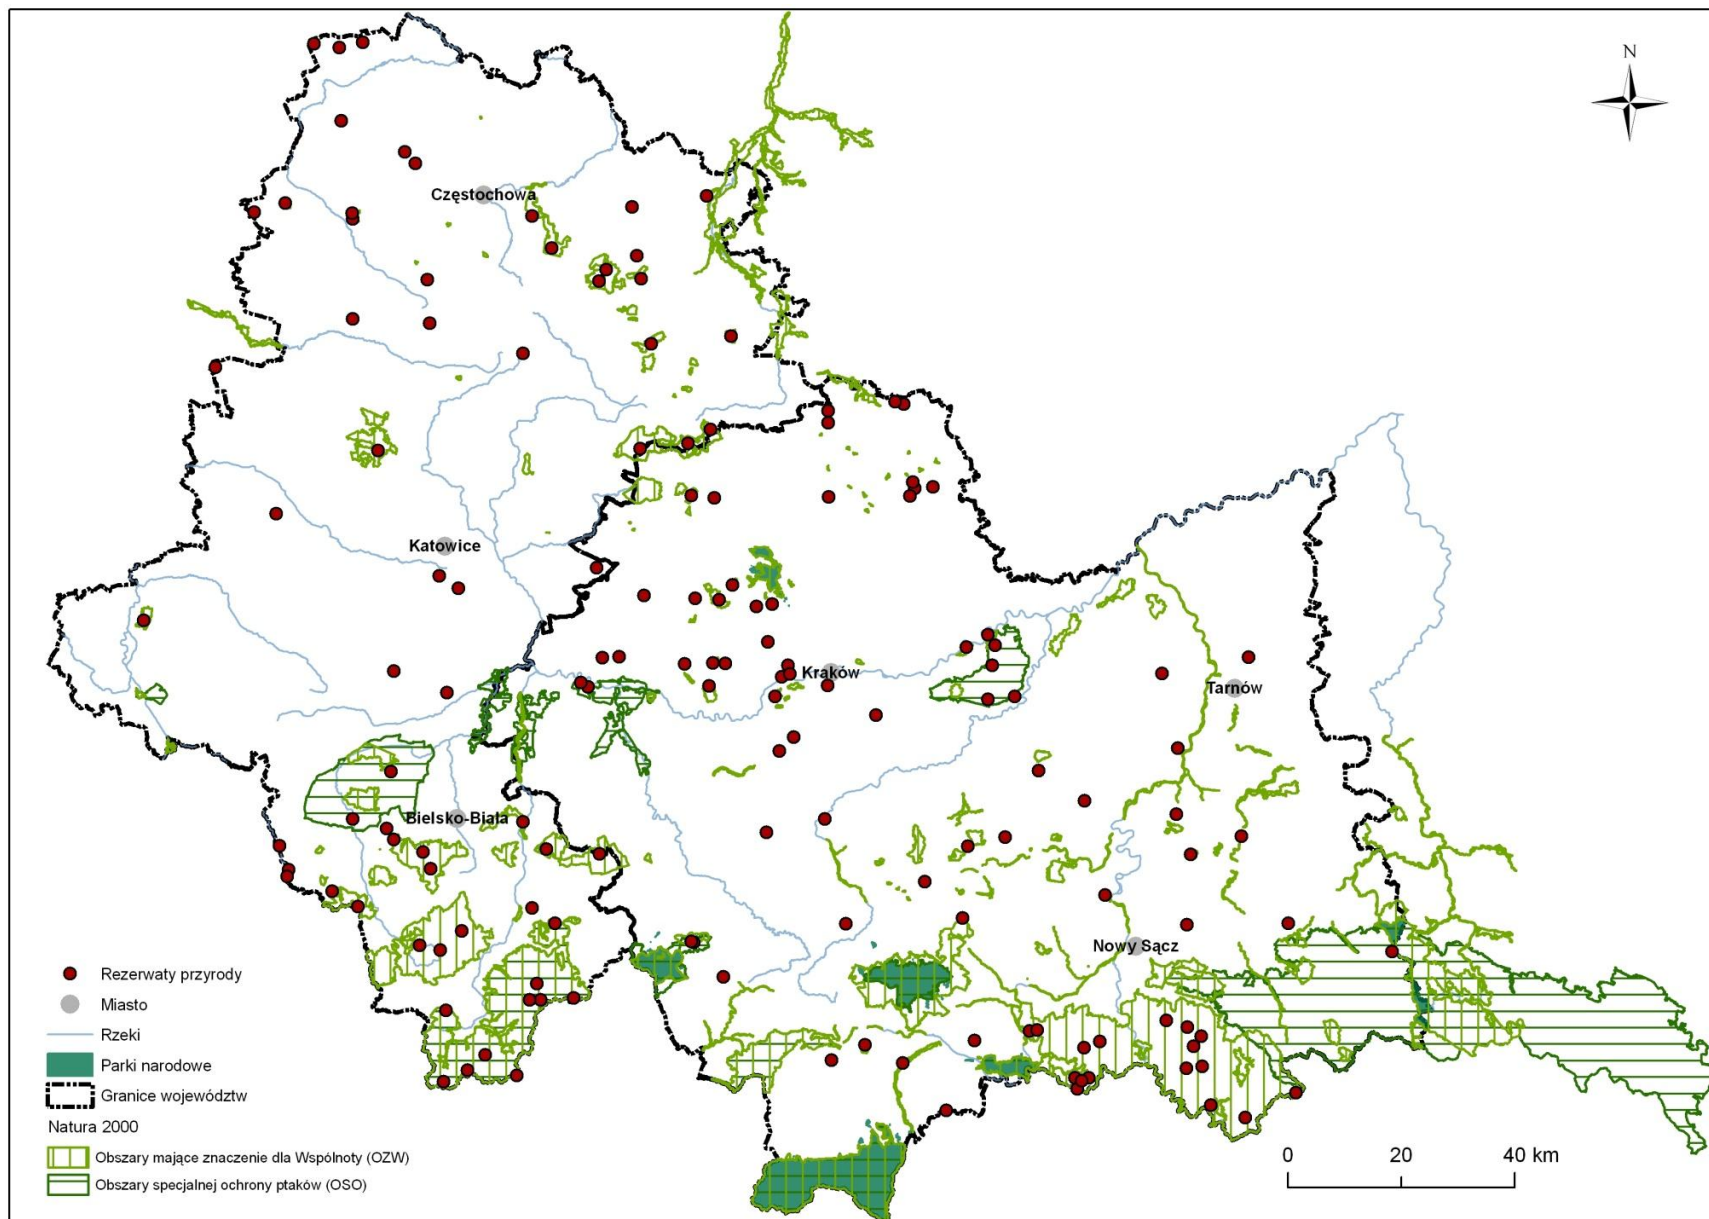 N
Częstochowa
Katowice
Kraków
Tarnów
Bielsko-Biała
Nowy Sącz
Rezerwaty przyrody
Miasto
Rzeki
Parki narodowe
Granice województw
Natura 2000
Obszary mające znaczenie dla Wspólnoty (OZW)
Obszary specjalnej ochrony ptaków (OSO)
0 20 40 km